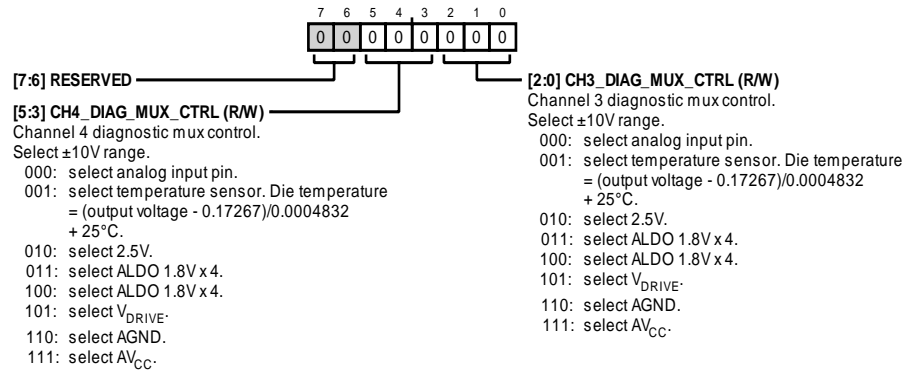 7 6 5 4 3 2 1 0
0 0 0 0 0 0 0 0
[7:6] RESERVED
[5:3] CH4_DIAG_MUX_CTRL (R/W)
Channel 4 diagnostic mux control.
Select ±10V range.
000: select analog input pin.
001: select temperature sensor. Die temperature
= (output voltage - 0.17267)/0.0004832
+ 25°C.
010: select 2.5V.
011: select ALDO 1.8V x 4.
100: select ALDO 1.8V x 4.
101: select VDRIVE.
110: select AGND.
111: select AVCC.
[2:0] CH3_DIAG_MUX_CTRL (R/W)
Channel 3 diagnostic mux control.
Select ±10V range.
000: select analog input pin.
001: select temperature sensor. Die temperature
= (output voltage - 0.17267)/0.0004832
+ 25°C.
010: select 2.5V.
011: select ALDO 1.8V x 4.
100: select ALDO 1.8V x 4.
101: select VDRIVE.
110: select AGND.
111: select AVCC.